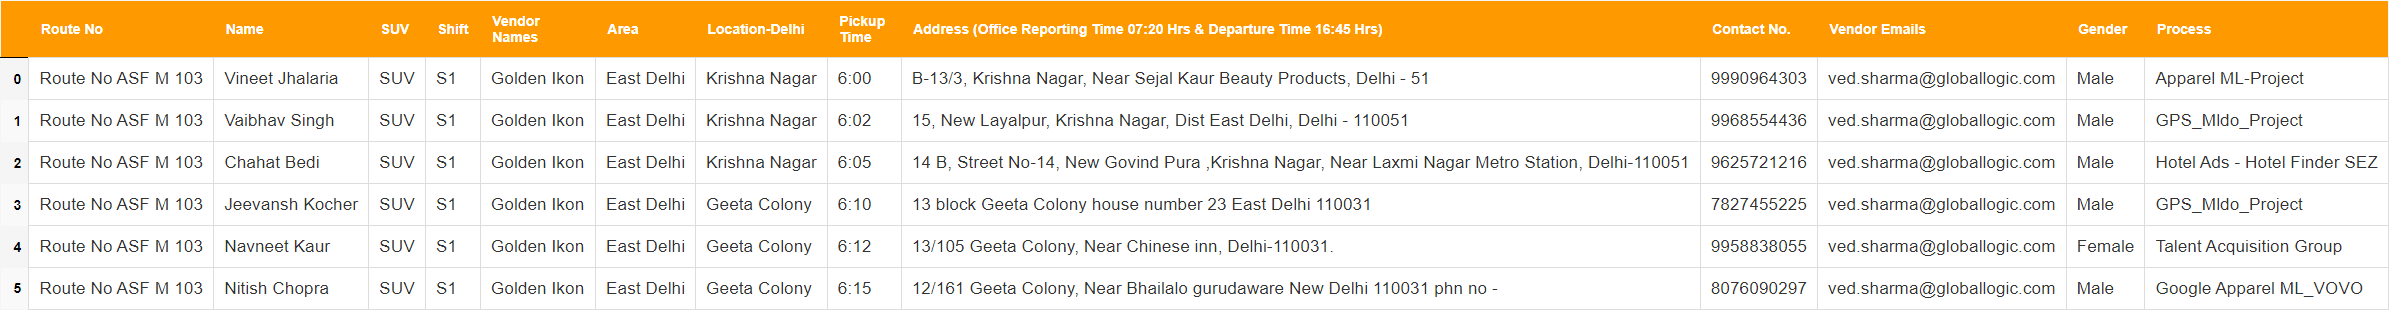 Route No Name SUV Shift Vendor Names Area Location-Delhi Pickup Time Address (Office Reporting Time 07:20 Hrs & Departure Time 16:45 Hrs) Contact No. Vendor Emails Gender Process
0 Route No ASF M 103 Vineet Jhalaria SUV S1 Golden Ikon East Delhi Krishna Nagar 6:00 B-13/3, Krishna Nagar, Near Sejal Kaur Beauty Products, Delhi - 51 9990964303 ved.sharma@globallogic.com Male Apparel ML-Project
1 Route No ASF M 103 Vaibhav Singh SUV S1 Golden Ikon East Delhi Krishna Nagar 6:02 15, New Layalpur, Krishna Nagar, Dist East Delhi, Delhi - 110051 9968554436 ved.sharma@globallogic.com Male GPS_Mldo_Project
2 Route No ASF M 103 Chahat Bedi SUV S1 Golden Ikon East Delhi Krishna Nagar 6:05 14 B, Street No-14, New Govind Pura ,Krishna Nagar, Near Laxmi Nagar Metro Station, Delhi-110051 9625721216 ved.sharma@globallogic.com Male Hotel Ads - Hotel Finder SEZ
3 Route No ASF M 103 Jeevansh Kocher SUV S1 Golden Ikon East Delhi Geeta Colony 6:10 13 block Geeta Colony house number 23 East Delhi 110031 7827455225 ved.sharma@globallogic.com Male GPS_Mldo_Project
4 Route No ASF M 103 Navneet Kaur SUV S1 Golden Ikon East Delhi Geeta Colony 6:12 13/105 Geeta Colony, Near Chinese inn, Delhi-110031. 9958838055 ved.sharma@globallogic.com Female Talent Acquisition Group
5 Route No ASF M 103 Nitish Chopra SUV S1 Golden Ikon East Delhi Geeta Colony 6:15 12/161 Geeta Colony, Near Bhailalo gurudaware New Delhi 110031 phn no - 8076090297 ved.sharma@globallogic.com Male Google Apparel ML_VOVO